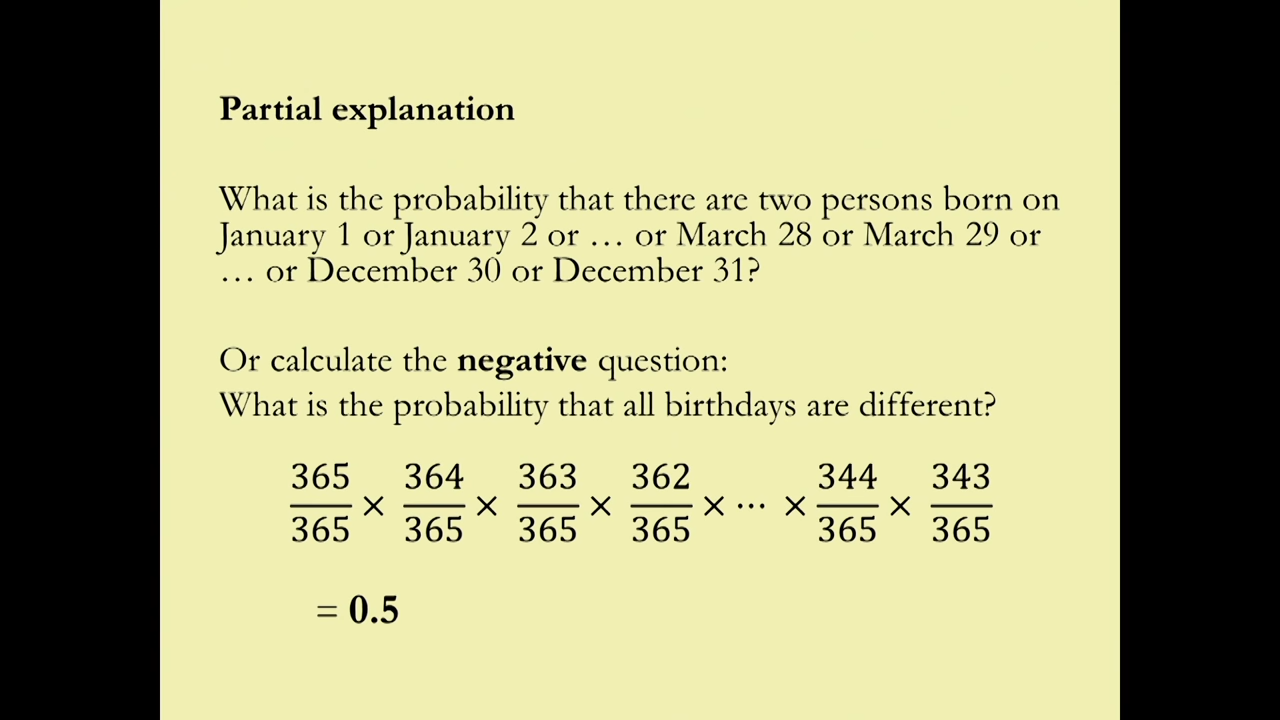 Partial explanation
What is the probability that there are two persons born on
January 1 or January 2 or … or March 28 or March 29 or
… or December 30 or December 31?
Or calculate the negative question:
What is the probability that all birthdays are different?
365/365 × 364/365 × 363/365 × 362/365 × ⋯ × 344/365 × 343/365
= 0.5